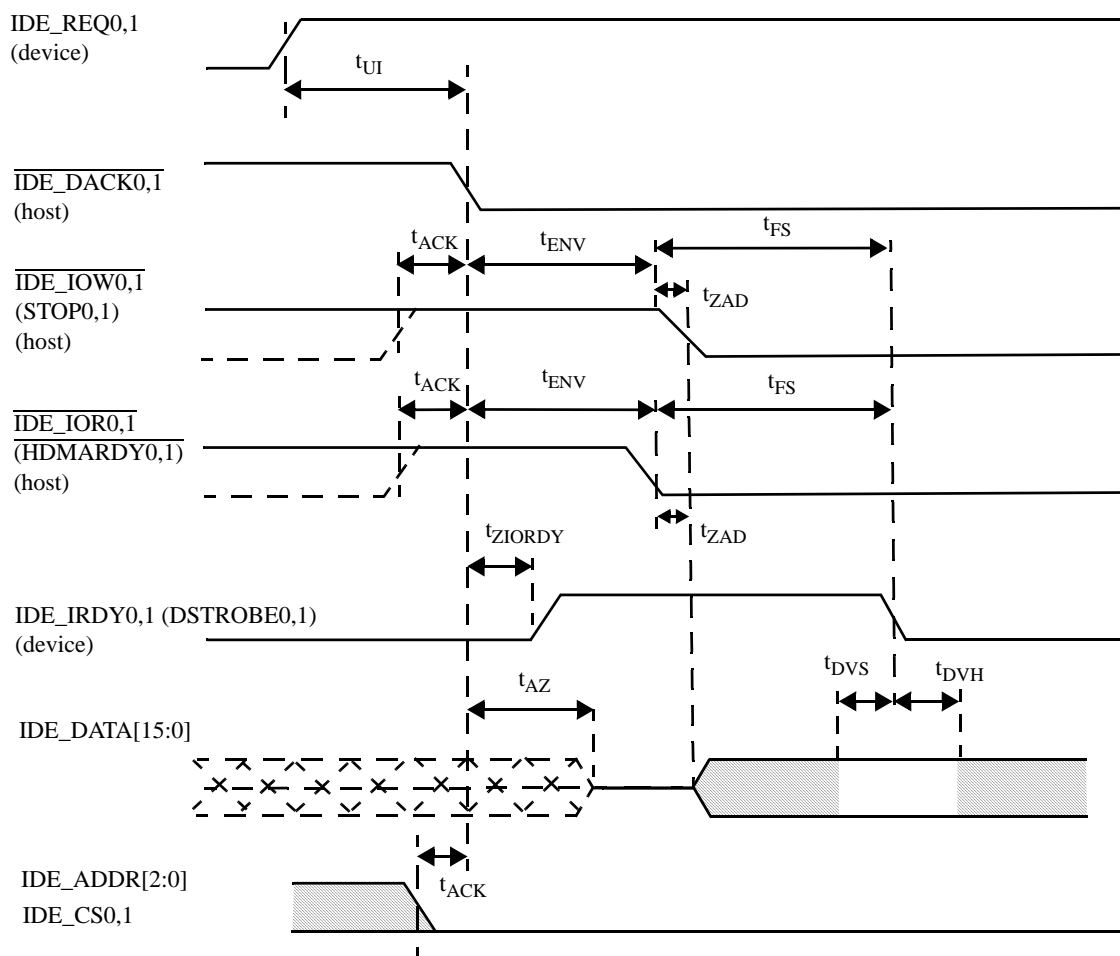 IDE_REQ0,1
(device)
tUI
IDE_DACK0,1
(host)
tACK
tENV
tFS
IDE_IOW0,1
(STOP0,1)
(host)
tZAD
tACK
tENV
tFS
IDE_IOR0,1
(HDMARDY0,1)
(host)
tZIORDY
tZAD
IDE_IRDY0,1 (DSTROBE0,1)
(device)
tDVS
tDVH
tAZ
IDE_DATA[15:0]
IDE_ADDR[2:0]
tACK
IDE_CS0,1